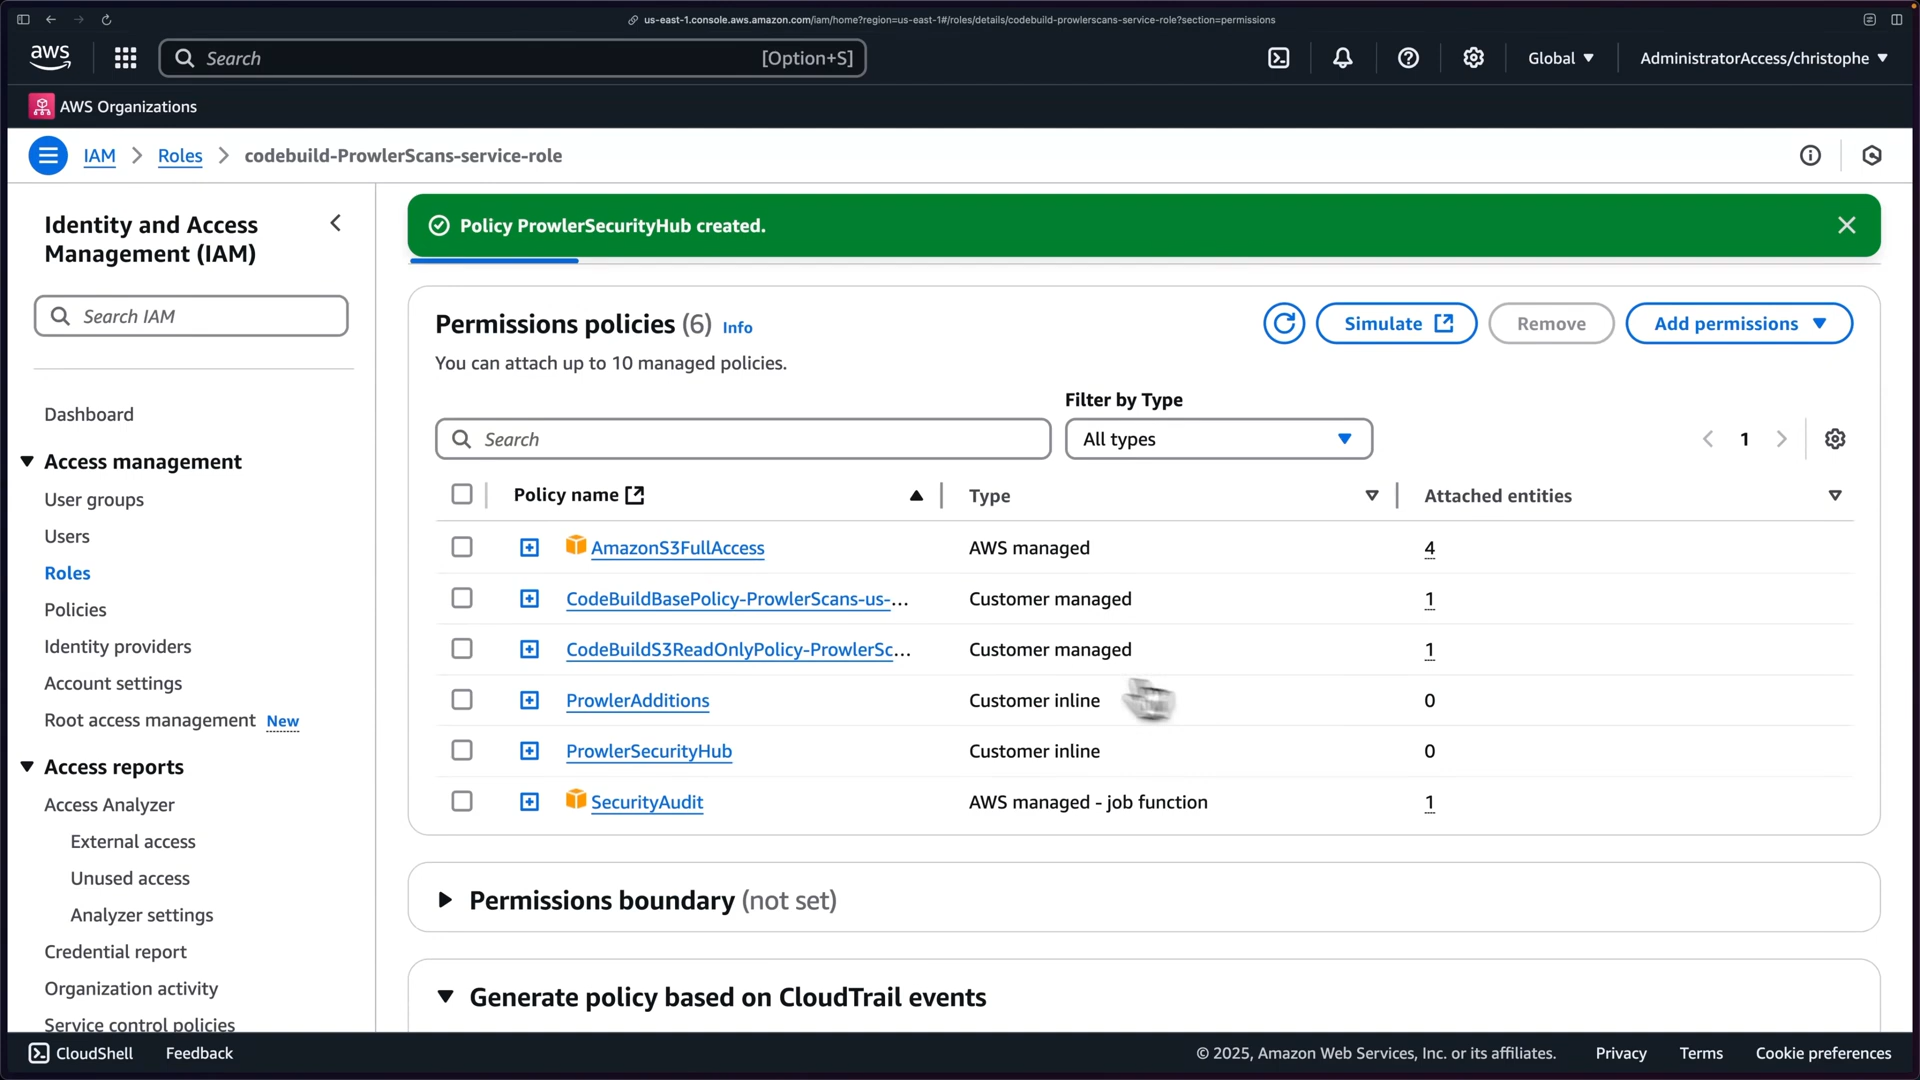 us-east-1.console.aws.amazon.com/iam/home?region=us-east-1#/roles/details/codebuild-prowlerscans-service-role?section=permissions
aws
Search [Option+S]
Global
AdministratorAccess/christophe
AWS Organizations
IAM > Roles > codebuild-ProwlerScans-service-role
Identity and Access
Management (IAM)
Search IAM
Dashboard
Access management
User groups
Users
Roles
Policies
Identity providers
Account settings
Root access management New
Access reports
Access Analyzer
External access
Unused access
Analyzer settings
Credential report
Organization activity
Service control policies
Policy ProwlerSecurityHub created.
Permissions policies (6) Info
You can attach up to 10 managed policies.
Simulate
Remove
Add permissions
Filter by Type
Search
All types
1
Policy name Type Attached entities
AmazonS3FullAccess AWS managed 4
CodeBuildBasePolicy-ProwlerScans-us-... Customer managed 1
CodeBuildS3ReadOnlyPolicy-ProwlerSc... Customer managed 1
ProwlerAdditions Customer inline 0
ProwlerSecurityHub Customer inline 0
SecurityAudit AWS managed - job function 1
Permissions boundary (not set)
Generate policy based on CloudTrail events
CloudShell
Feedback
© 2025, Amazon Web Services, Inc. or its affiliates.
Privacy
Terms
Cookie preferences